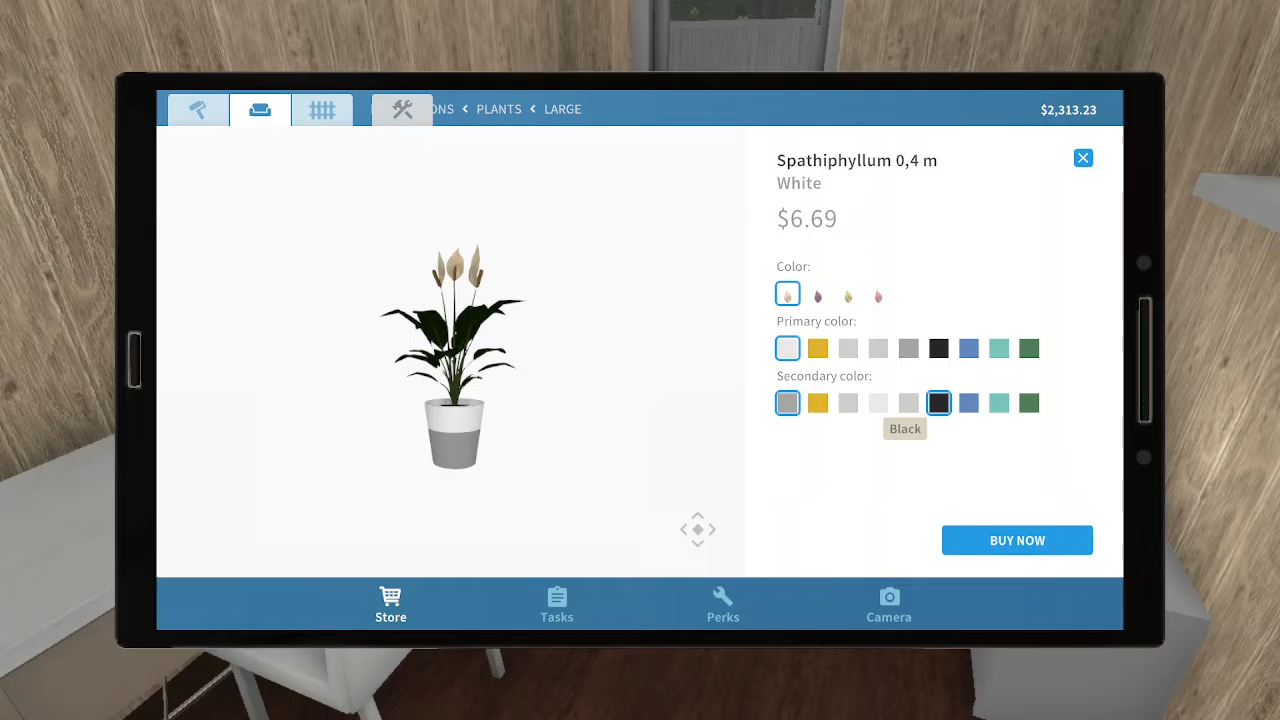 ONS < PLANTS < LARGE
$2,313.23
Spathiphyllum 0,4 m
White
$6.69
Color:
Primary color:
Secondary color:
Black
BUY NOW
Store
Tasks
Perks
Camera